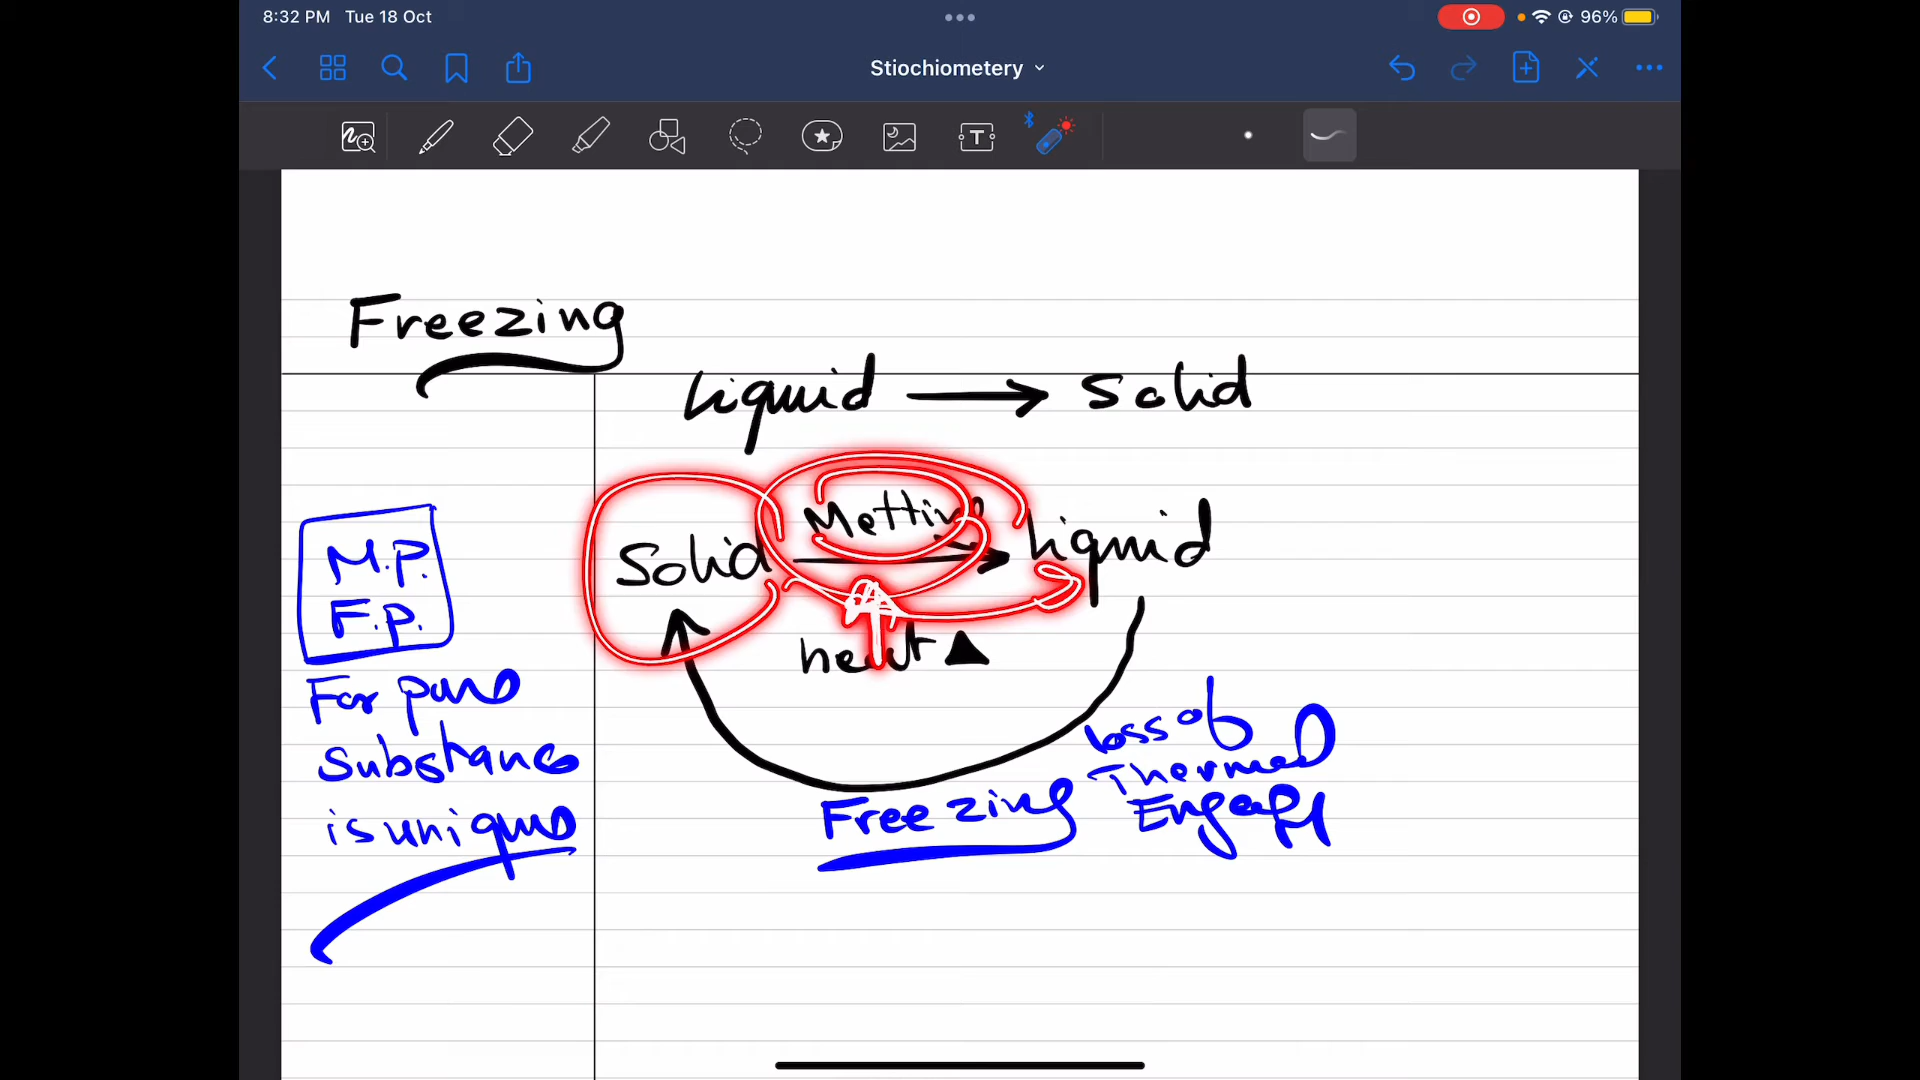 8:32 PM Tue 18 Oct
96%
Stiochiometery
T
Freezing
Liquid → Solid
Melting
Solid → Liquid
heat ▲
M.P.
F.P.
For pure
Substance
is unique
loss of
Thermal
Freezing